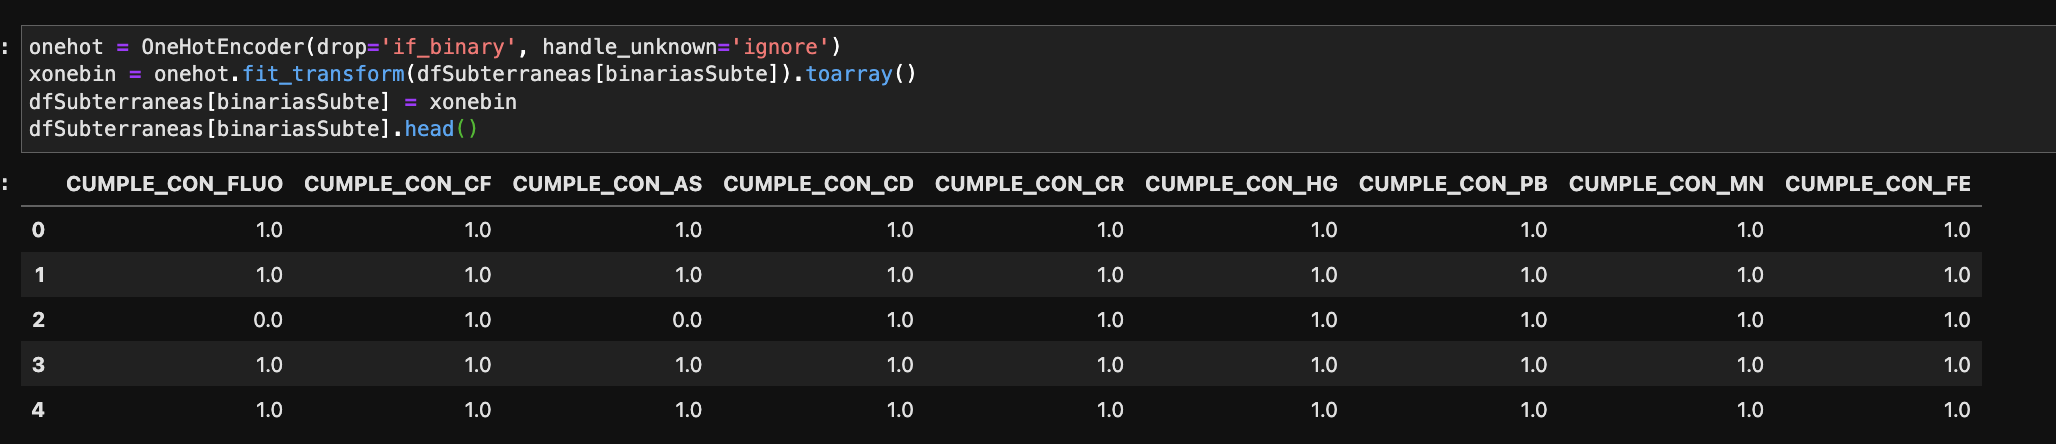 : onehot = OneHotEncoder(drop='if_binary', handle_unknown='ignore')
xonebin = onehot.fit_transform(dfSubterraneas[binariasSubte]).toarray()
dfSubterraneas[binariasSubte] = xonebin
dfSubterraneas[binariasSubte].head()
: CUMPLE_CON_FLUO CUMPLE_CON_CF CUMPLE_CON_AS CUMPLE_CON_CD CUMPLE_CON_CR CUMPLE_CON_HG CUMPLE_CON_PB CUMPLE_CON_MN CUMPLE_CON_FE
0 1.0 1.0 1.0 1.0 1.0 1.0 1.0 1.0 1.0
1 1.0 1.0 1.0 1.0 1.0 1.0 1.0 1.0 1.0
2 0.0 1.0 0.0 1.0 1.0 1.0 1.0 1.0 1.0
3 1.0 1.0 1.0 1.0 1.0 1.0 1.0 1.0 1.0
4 1.0 1.0 1.0 1.0 1.0 1.0 1.0 1.0 1.0